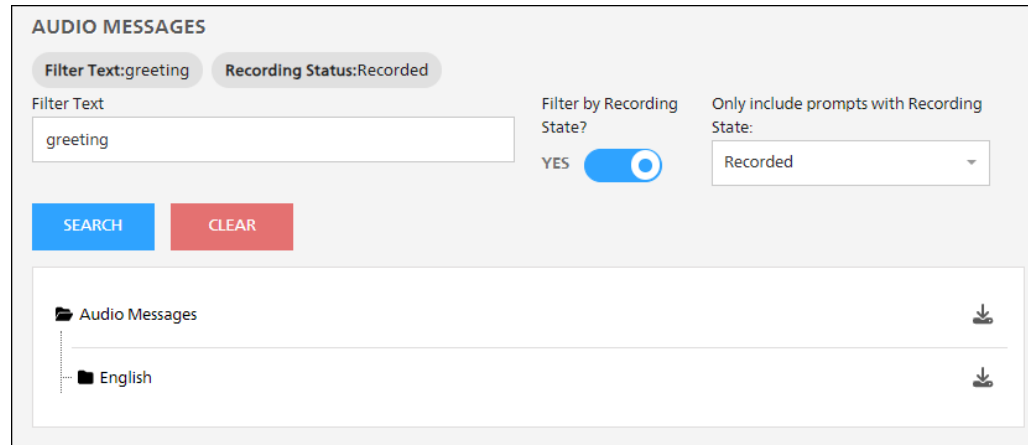 AUDIO MESSAGES
Filter Text:greeting Recording Status:Recorded
Filter Text
greeting
Filter by Recording
State?
YES
Only include prompts with Recording
State:
Recorded
SEARCH CLEAR
Audio Messages
English